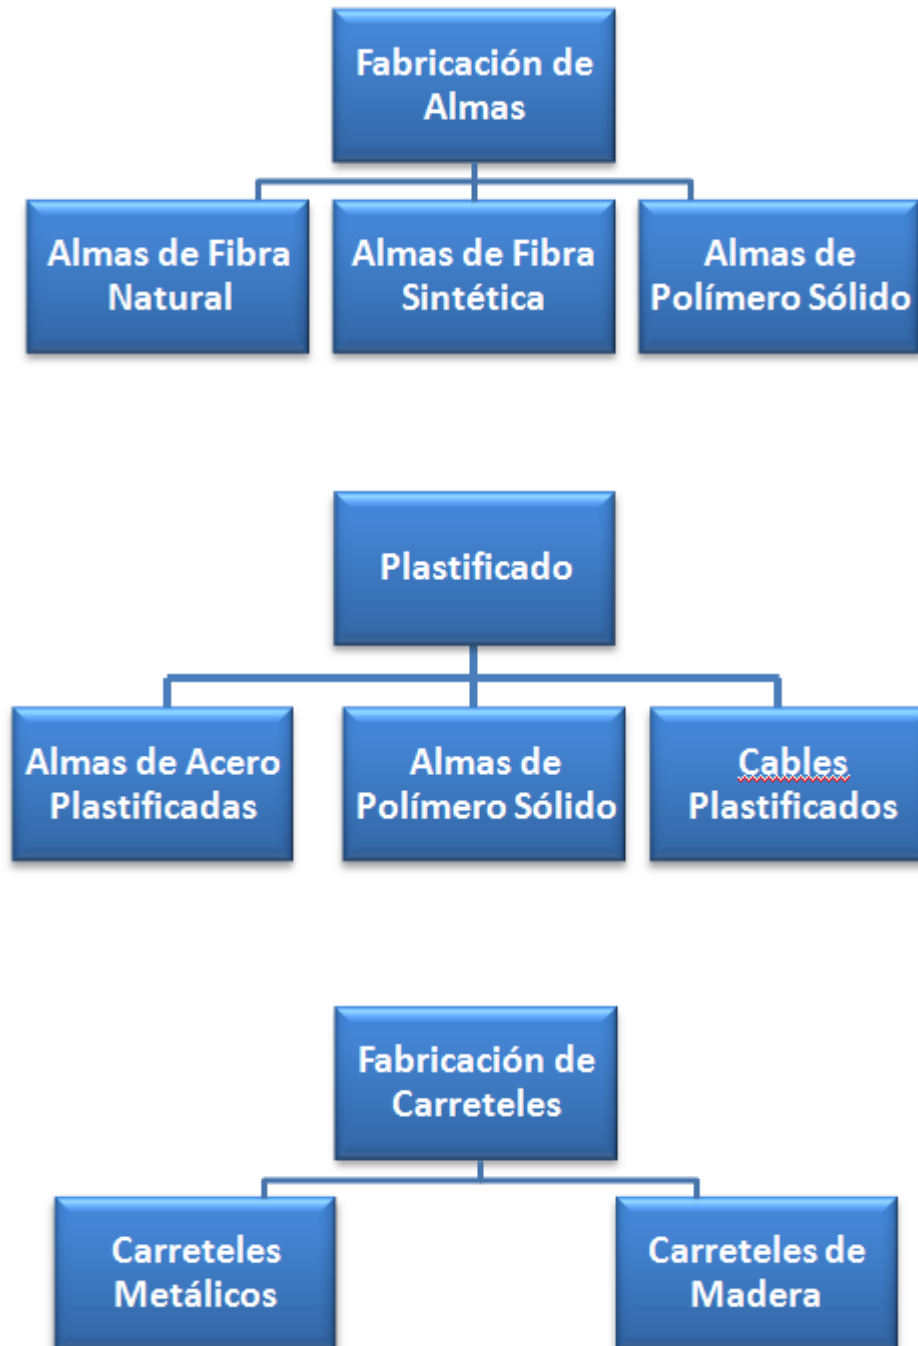 Fabricación de
Almas
Almas de Fibra
Natural
Almas de Fibra
Sintética
Almas de
Polímero Sólido
Plastificado
Almas de Acero
Plastificadas
Almas de
Polímero Sólido
Cables
Plastificados
Fabricación de
Carreteles
Carreteles
Metálicos
Carreteles de
Madera